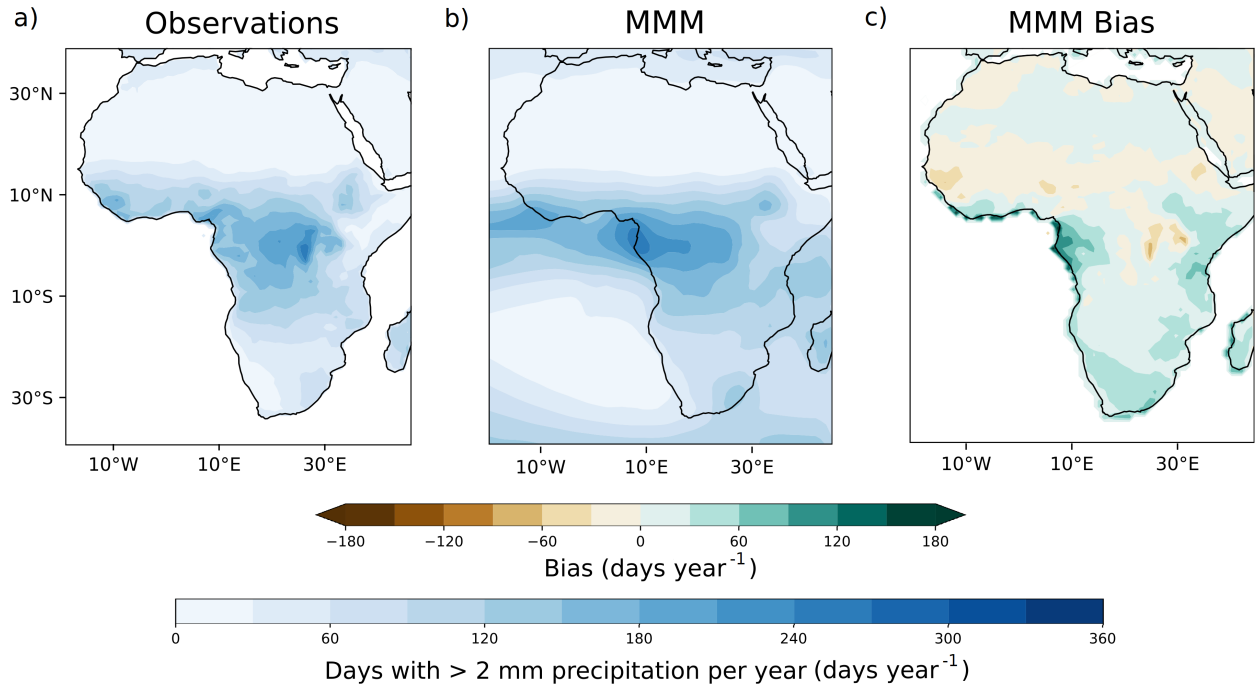 a) Observations b) MMM c) MMM Bias
30°N
10°N
10°S
30°S
10°W 10°E 30°E 10°W 10°E 30°E 10°W 10°E 30°E
−180 −120 −60 0 60 120 180
Bias (days year⁻¹)
0 60 120 180 240 300 360
Days with > 2 mm precipitation per year (days year⁻¹)